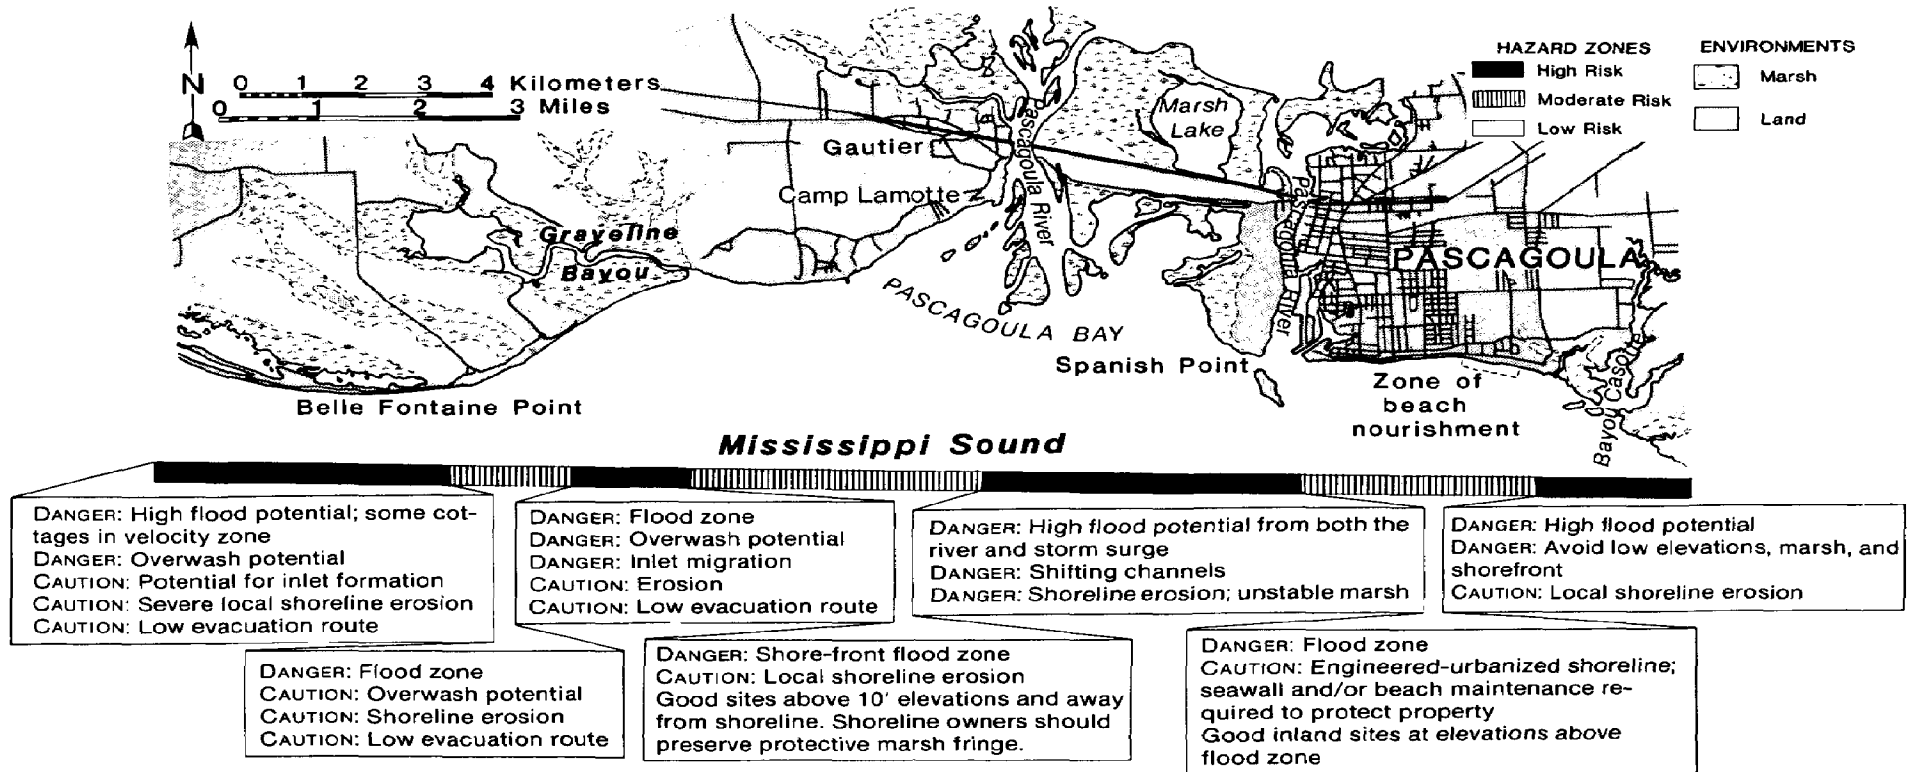 HAZARD ZONES
High Risk
Moderate Risk
Low Risk
ENVIRONMENTS
Marsh
Land
N
0 1 2 3 4 Kilometers
0 1 2 3 Miles
Marsh
Lake
Gautier
Pascagoula River
Camp Lamotte
Pascagoula River
Graveline
Bayou
PASCAGOULA
PASCAGOULA BAY
Spanish Point
Zone of
beach
nourishment
Bayou Casotte
Belle Fontaine Point
Mississippi Sound
DANGER: High flood potential; some cot-
tages in velocity zone
DANGER: Overwash potential
CAUTION: Potential for inlet formation
CAUTION: Severe local shoreline erosion
CAUTION: Low evacuation route
DANGER: Flood zone
CAUTION: Overwash potential
CAUTION: Shoreline erosion
CAUTION: Low evacuation route
DANGER: Flood zone
DANGER: Overwash potential
DANGER: Inlet migration
CAUTION: Erosion
CAUTION: Low evacuation route
DANGER: Shore-front flood zone
CAUTION: Local shoreline erosion
Good sites above 10' elevations and away
from shoreline. Shoreline owners should
preserve protective marsh fringe.
DANGER: High flood potential from both the
river and storm surge
DANGER: Shifting channels
DANGER: Shoreline erosion; unstable marsh
DANGER: Flood zone
CAUTION: Engineered-urbanized shoreline;
seawall and/or beach maintenance re-
quired to protect property
Good inland sites at elevations above
flood zone
DANGER: High flood potential
DANGER: Avoid low elevations, marsh, and
shorefront
CAUTION: Local shoreline erosion